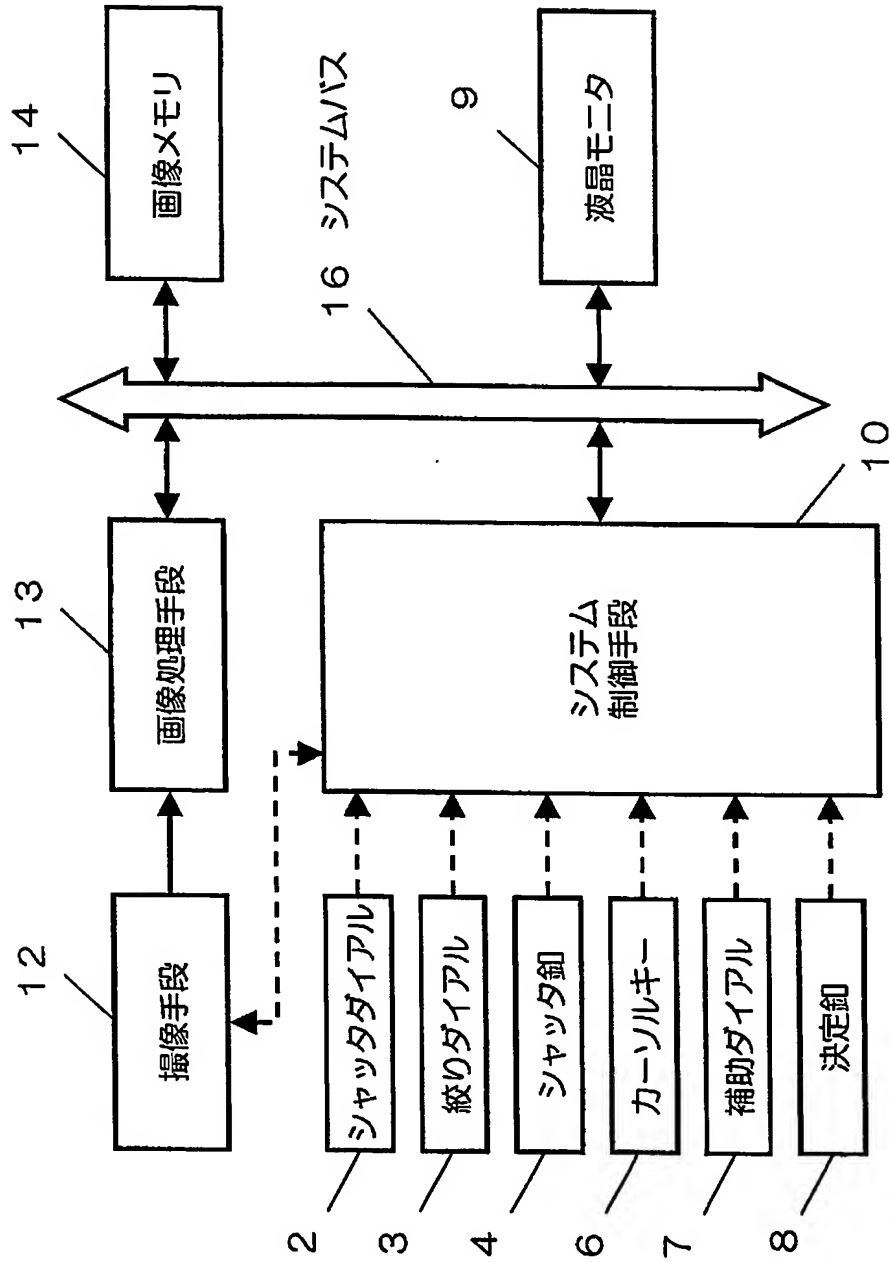 12
撮像手段
13
画像処理手段
14
画像メモリ
16 システムバス
2
シャッタダイアル
3
絞りダイアル
4
シャッタ釦
6
カーソルキー
7
補助ダイアル
8
決定釦
システム
制御手段
10
9
液晶モニタ